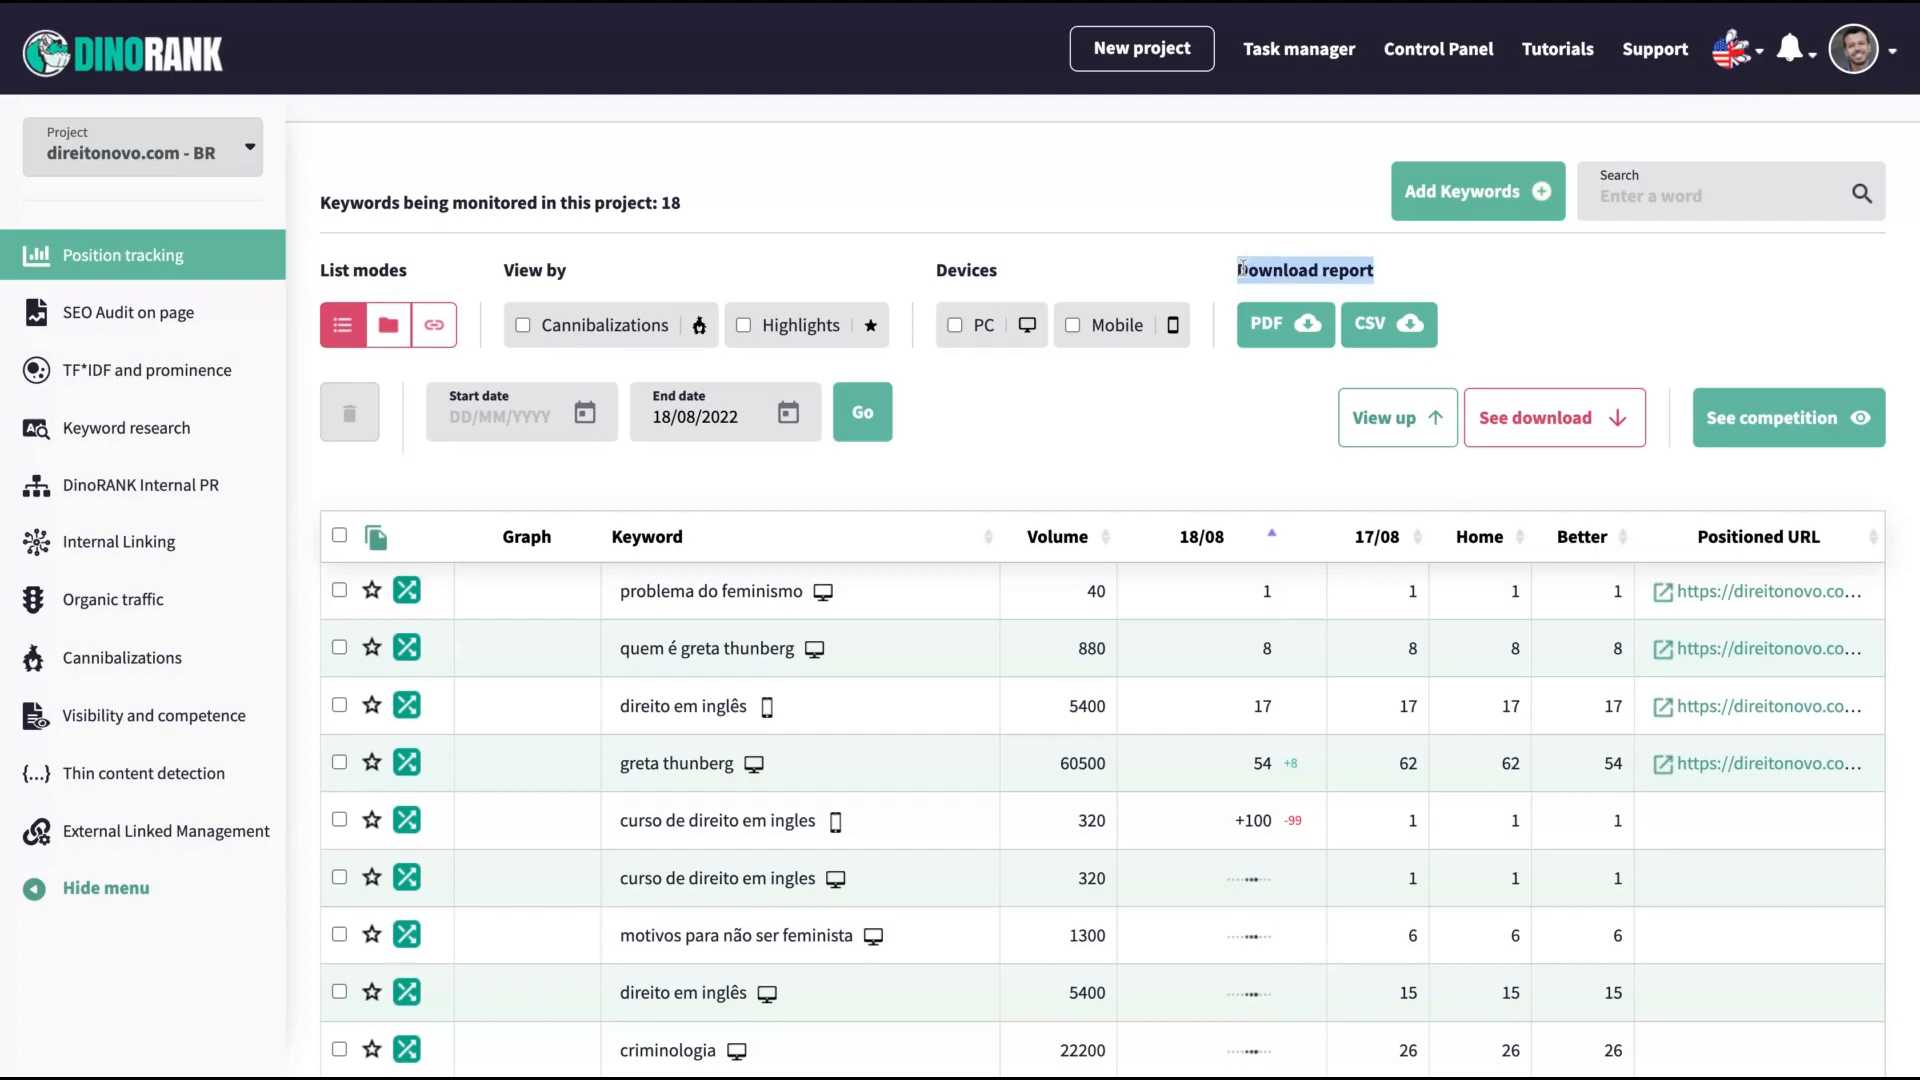 DINORANK
New project
Task manager
Control Panel
Tutorials
Support
Project
direitonovo.com - BR
Position tracking
SEO Audit on page
TF*IDF and prominence
Keyword research
DinoRANK Internal PR
Internal Linking
Organic traffic
Cannibalizations
Visibility and competence
Thin content detection
External Linked Management
Hide menu
Keywords being monitored in this project: 18
Add Keywords
Search
Enter a word
List modes
View by
Devices
Download report
Cannibalizations
Highlights
PC
Mobile
PDF
CSV
Start date
DD/MM/YYYY
End date
18/08/2022
Go
View up
See download
See competition
Graph Keyword Volume 18/08 17/08 Home Better Positioned URL
problema do feminismo 40 1 1 1 1 https://direitonovo.co...
quem é greta thunberg 880 8 8 8 8 https://direitonovo.co...
direito em inglês 5400 17 17 17 17 https://direitonovo.co...
greta thunberg 60500 54 +8 62 62 54 https://direitonovo.co...
curso de direito em ingles 320 +100 -99 1 1 1
curso de direito em ingles 320 1 1 1
motivos para não ser feminista 1300 6 6 6
direito em inglês 5400 15 15 15
criminologia 22200 26 26 26